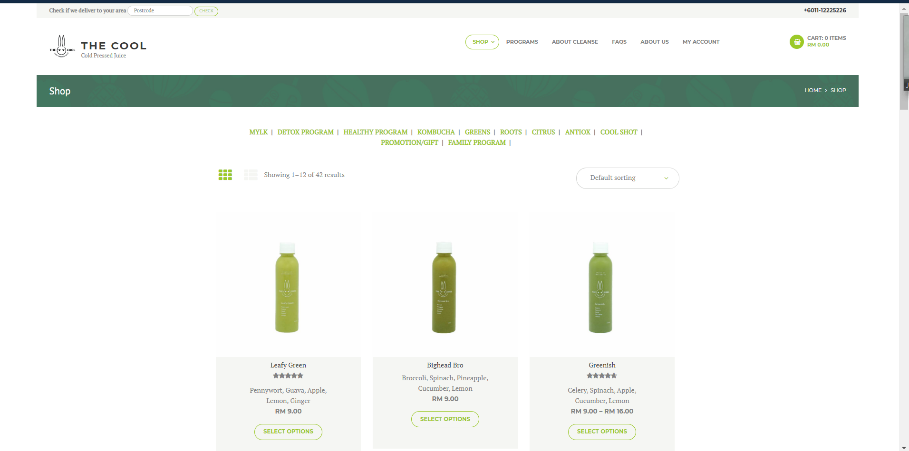 Check if we deliver to your area Postcode CHECK +6011-12225226
THE COOL
Cold Pressed Juice
SHOP PROGRAMS ABOUT CLEANSE FAQS ABOUT US MY ACCOUNT
CART: 0 ITEMS
RM 0.00
Shop HOME > SHOP
MYLK | DETOX PROGRAM | HEALTHY PROGRAM | KOMBUCHA | GREENS | ROOTS | CITRUS | ANTIOX | COOL SHOT |
PROMOTION/GIFT | FAMILY PROGRAM |
Showing 1–12 of 42 results Default sorting
Leafy Green
Pennywort, Guava, Apple,
Lemon, Ginger
RM 9.00
SELECT OPTIONS
Bighead Bro
Broccoli, Spinach, Pineapple,
Cucumber, Lemon
RM 9.00
SELECT OPTIONS
Greenish
Celery, Spinach, Apple,
Cucumber, Lemon
RM 9.00 – RM 16.00
SELECT OPTIONS